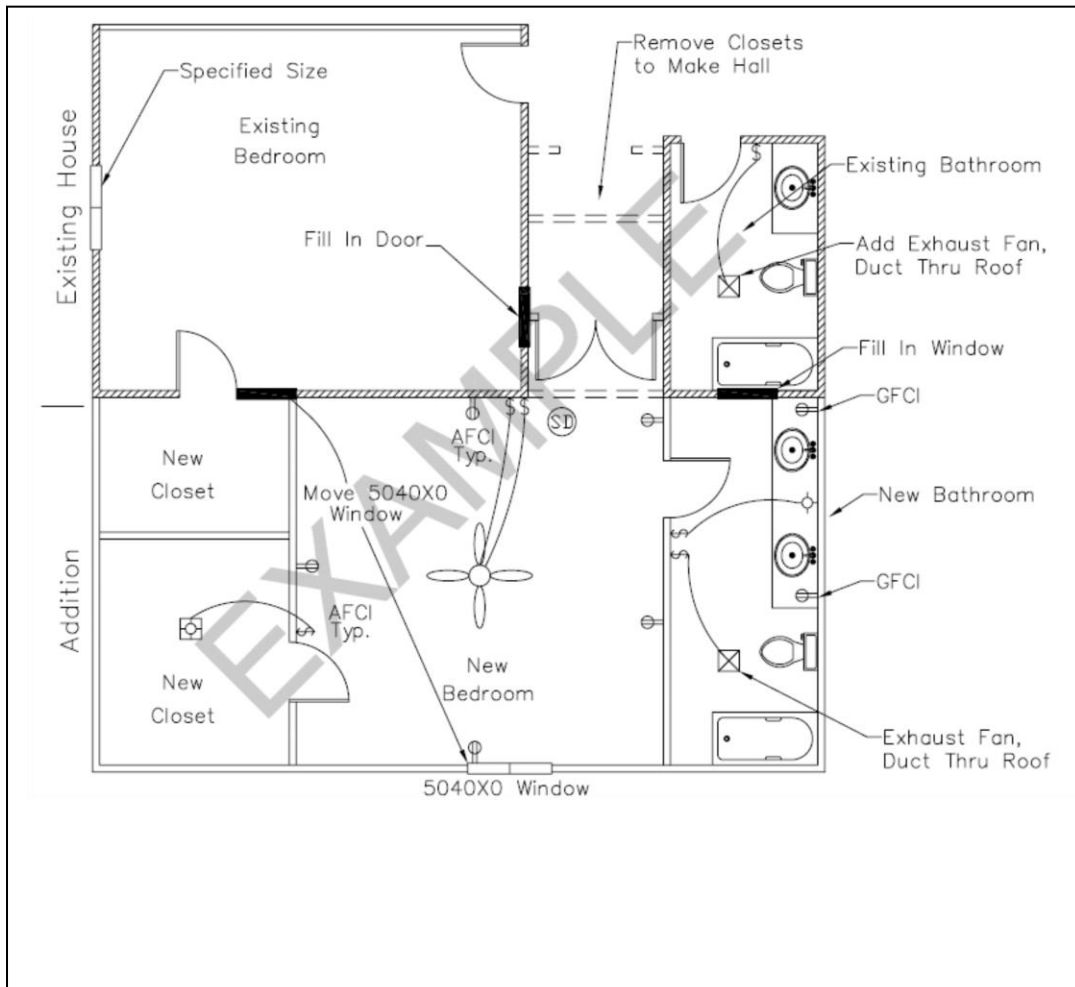 Remove Closets
to Make Hall
Specified Size
Existing
Bedroom
Existing House
Existing Bathroom
Fill In Door
Add Exhaust Fan,
Duct Thru Roof
Fill In Window
GFCI
$$
SD
AFCI
Typ.
New
Closet
Move 5040X0
Window
New Bathroom
$
$
GFCI
Addition
AFCI
Typ.
$
New
Bedroom
New
Closet
Exhaust Fan,
Duct Thru Roof
5040X0 Window
$
EXAMPLE